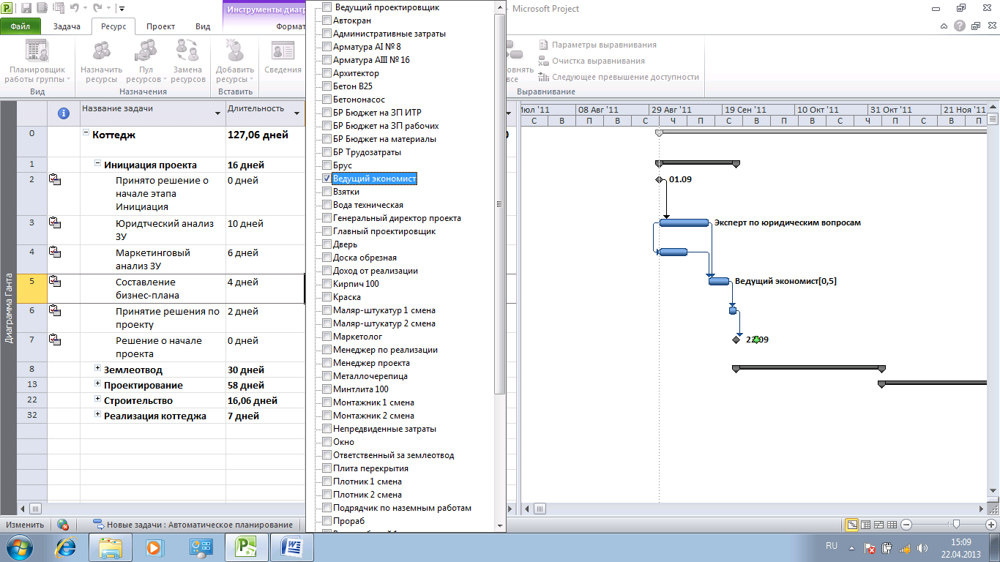 Инструменты диагр
Microsoft Project
Файл
Задача
Ресурс
Проект
Вид
Формат
Планировщик
работы группы
Назначить
ресурсы
Пул
ресурсов
Замена
ресурсов
Добавить
ресурсы
Сведения
Вид
Назначения
Вставить
Параметры выравнивания
Очистка выравнивания
Следующее превышение доступности
Выравнивание
Название задачи
Длительность
0 Коттедж 127,06 дней
1 Инициация проекта 16 дней
2 Принято решение о 0 дней
начале этапа
Инициация
3 Юридтческий анализ 10 дней
ЗУ
4 Маркетинговый 6 дней
анализ ЗУ
5 Составление 4 дней
бизнес-плана
6 Принятие решения по 2 дней
проекту
7 Решение о начале 0 дней
проекта
8 Землеотвод 30 дней
13 Проектирование 58 дней
22 Строительство 16,06 дней
32 Реализация коттеджа 7 дней
Диаграмма Ганта
Ведущий проектировщик
Автокран
Административные затраты
Арматура AI № 8
Арматура AIII № 16
Архитектор
Бетон B25
Бетононасос
БР Бюджет на ЗП ИТР
БР Бюджет на ЗП рабочих
БР Бюджет на материалы
БР Трудозатраты
Брус
Ведущий экономист
Взятки
Вода техническая
Генеральный директор проекта
Главный проектировщик
Дверь
Доска обрезная
Доход от реализации
Кирпич 100
Краска
Маляр-штукатур 1 смена
Маляр-штукатур 2 смена
Маркетолог
Менеджер по реализации
Менеджер проекта
Металлочерепица
Минтлита 100
Монтажник 1 смена
Монтажник 2 смена
Непредвиденные затраты
Окно
Ответственный за землеотвод
Плита перекрытия
Плотник 1 смена
Плотник 2 смена
Подрядчик по наземным работам
Прораб
08 Авг '11 29 Авг '11 19 Сен '11 10 Окт '11 31 Окт '11 21 Ноя '11
С В П С В Ч П С В П С В П
01.09
Эксперт по юридическим вопросам
Ведущий экономист[0,5]
Изменить
Новые задачи : Автоматическое планирование
RU
15:09
22.04.2013